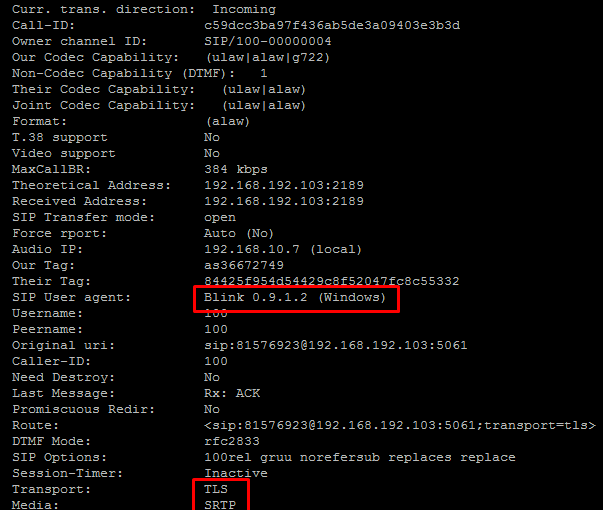 Curr. trans. direction:  Incoming
Call-ID:                c59dcc3ba97f436ab5de3a09403e3b3d
Owner channel ID:       SIP/100-00000004
Our Codec Capability:   (ulaw|alaw|g722)
Non-Codec Capability (DTMF):   1
Their Codec Capability:   (ulaw|alaw)
Joint Codec Capability:   (ulaw|alaw)
Format:                 (alaw)
T.38 support            No
Video support           No
MaxCallBR:              384 kbps
Theoretical Address:    192.168.192.103:2189
Received Address:       192.168.192.103:2189
SIP Transfer mode:      open
Force rport:            Auto (No)
Audio IP:               192.168.10.7 (local)
Our Tag:                as36672749
Their Tag:              84425f954d54429c8f52047fc8c55332
SIP User agent:         Blink 0.9.1.2 (Windows)
Username:               100
Peername:               100
Original uri:           sip:81576923@192.168.192.103:5061
Caller-ID:              100
Need Destroy:           No
Last Message:           Rx: ACK
Promiscuous Redir:      No
Route:                  <sip:81576923@192.168.192.103:5061;transport=tls>
DTMF Mode:              rfc2833
SIP Options:            100rel gruu norefersub replaces replace
Session-Timer:          Inactive
Transport:              TLS
Media:                  SRTP